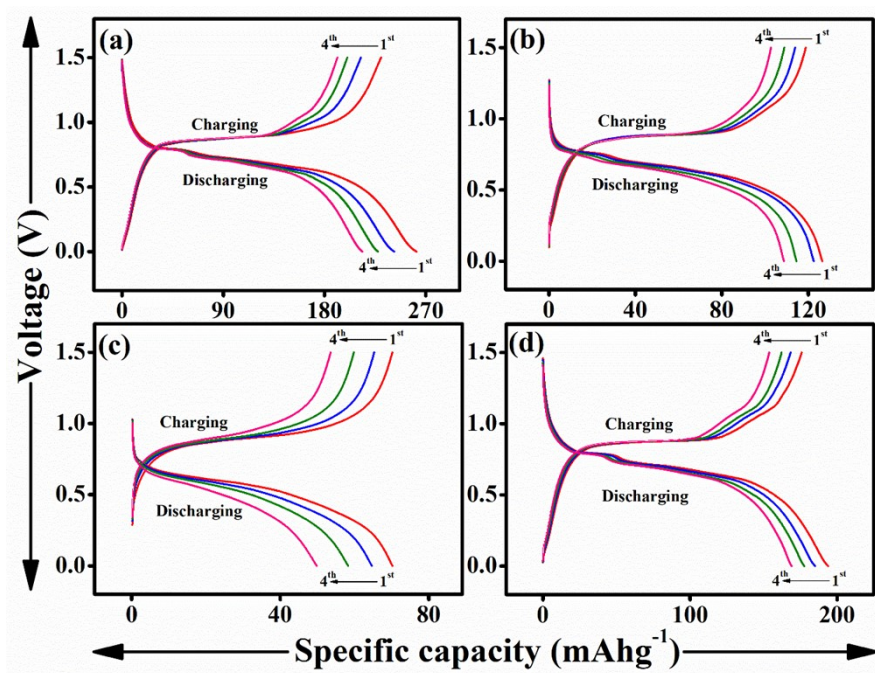 Voltage (V)
(a)
4th 1st
Charging
Discharging
4th 1st
1.5
1.0
0.5
0.0
0 90 180 270
(b)
4th 1st
Charging
Discharging
4th 1st
1.5
1.0
0.5
0.0
0 40 80 120
(c)
4th 1st
Charging
Discharging
4th 1st
1.5
1.0
0.5
0.0
0 40 80
(d)
4th 1st
Charging
Discharging
4th 1st
1.5
1.0
0.5
0.0
0 100 200
Specific capacity (mAhg-1)